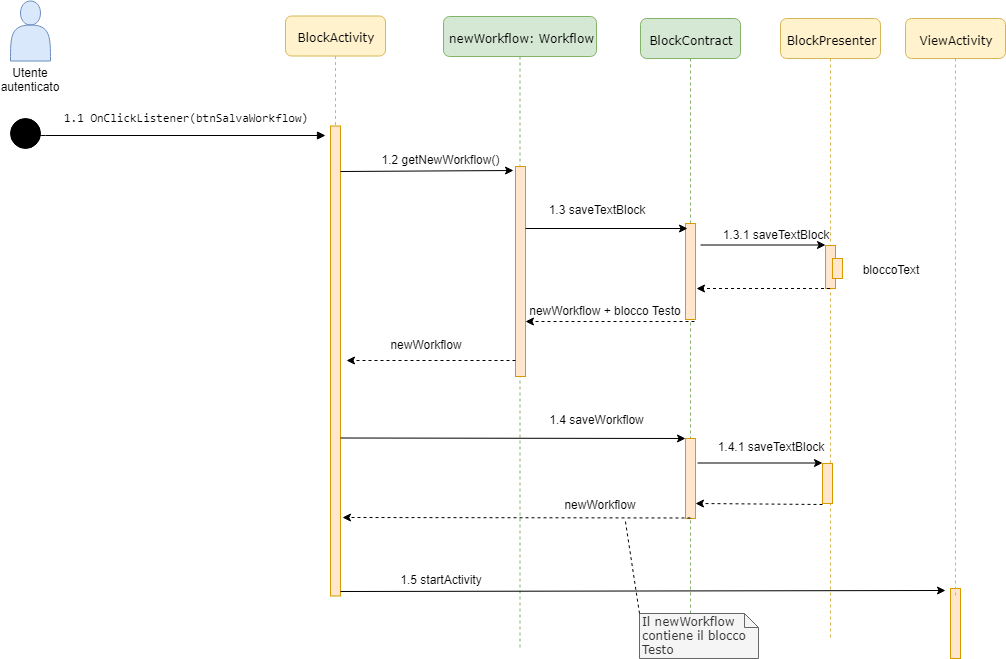 BlockActivity
newWorkflow: Workflow
BlockContract
BlockPresenter
ViewActivity
Utente
autenticato
1.1 OnClickListener(btnSalvaWorkflow)
1.2 getNewWorkflow()
1.3 saveTextBlock
1.3.1 saveTextBlock
bloccoText
newWorkflow + blocco Testo
newWorkflow
1.4 saveWorkflow
1.4.1 saveTextBlock
newWorkflow
1.5 startActivity
Il newWorkflow
contiene il blocco
Testo